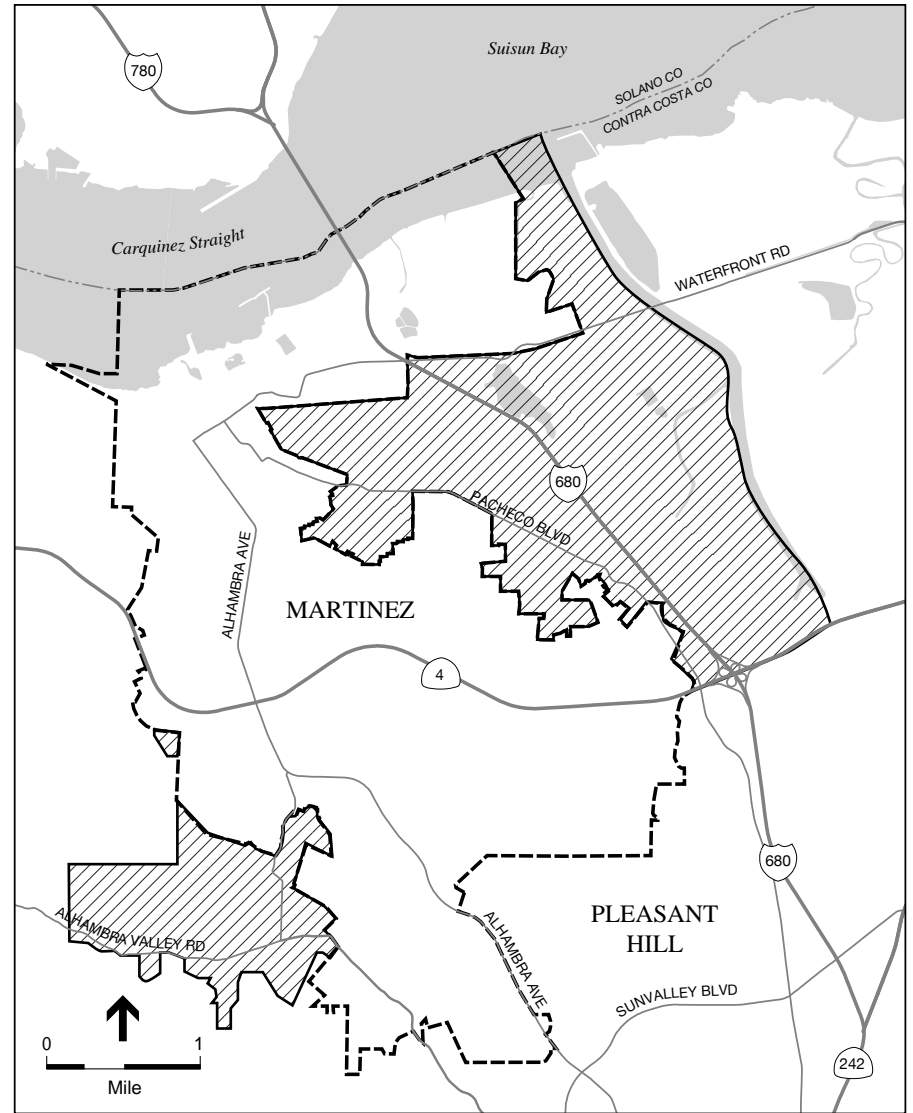 Suisun Bay
780
SOLANO CO
CONTRA COSTA CO
Carquinez Straight
WATERFRONT RD
680
PACHECO BLVD
ALHAMBRA AVE
MARTINEZ
4
680
PLEASANT
HILL
ALHAMBRA VALLEY RD
ALHAMBRA AVE
SUNVALLEY BLVD
0
1
Mile
242